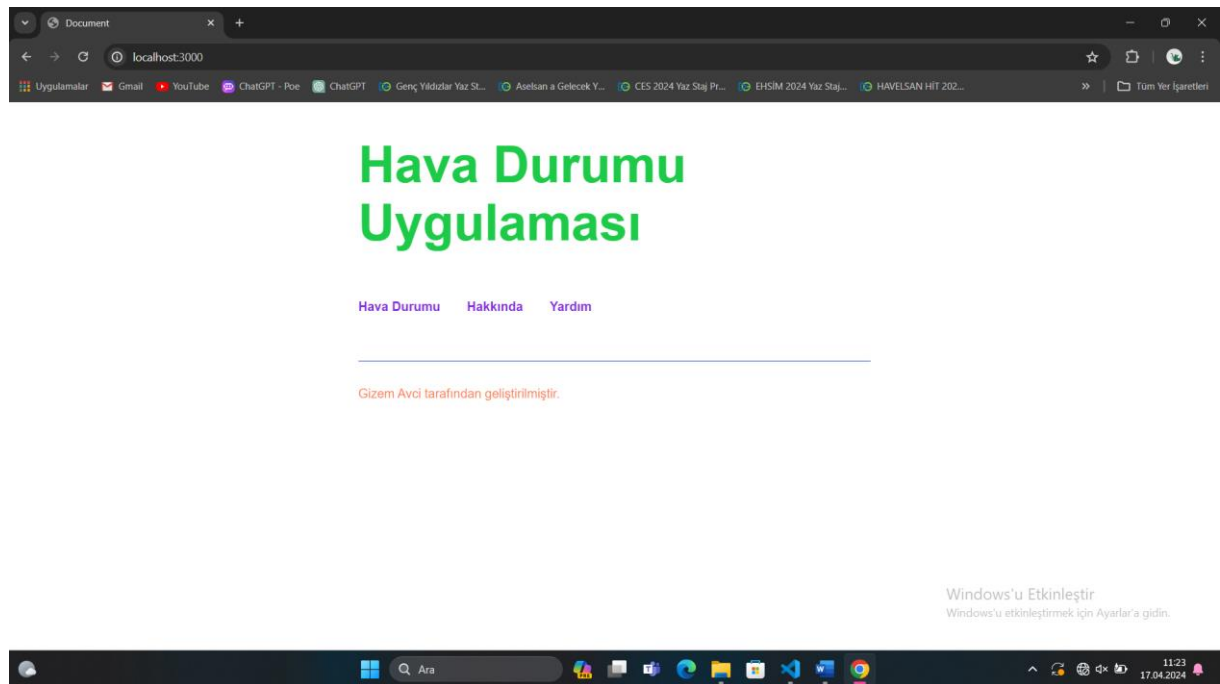 Document
localhost:3000
Uygulamalar Gmail YouTube ChatGPT - Poe ChatGPT Genç Yıldızlar Yaz St... Aselsan a Gelecek Y... CES 2024 Yaz Staj Pr... EHSİM 2024 Yaz Staj... HAVELSAN HİT 202... » Tüm Yer İşaretleri
Hava Durumu
Uygulaması
Hava Durumu Hakkında Yardım
Gizem Avci tarafından geliştirilmiştir.
Windows'u Etkinleştir
Windows'u etkinleştirmek için Ayarlar'a gidin.
Ara
11:23
17.04.2024